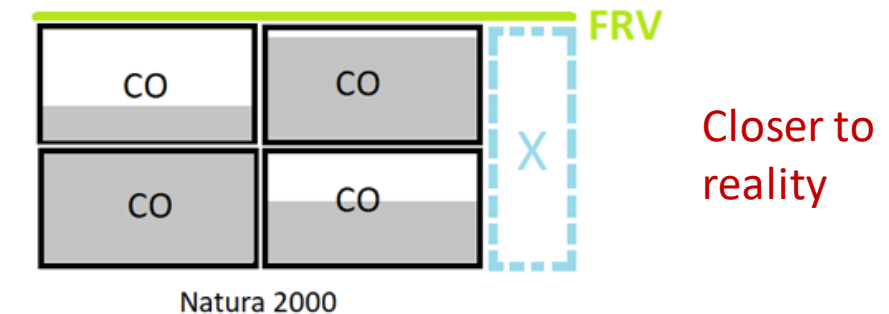 FRV
CO CO
X
CO CO
Closer to
reality
Natura 2000